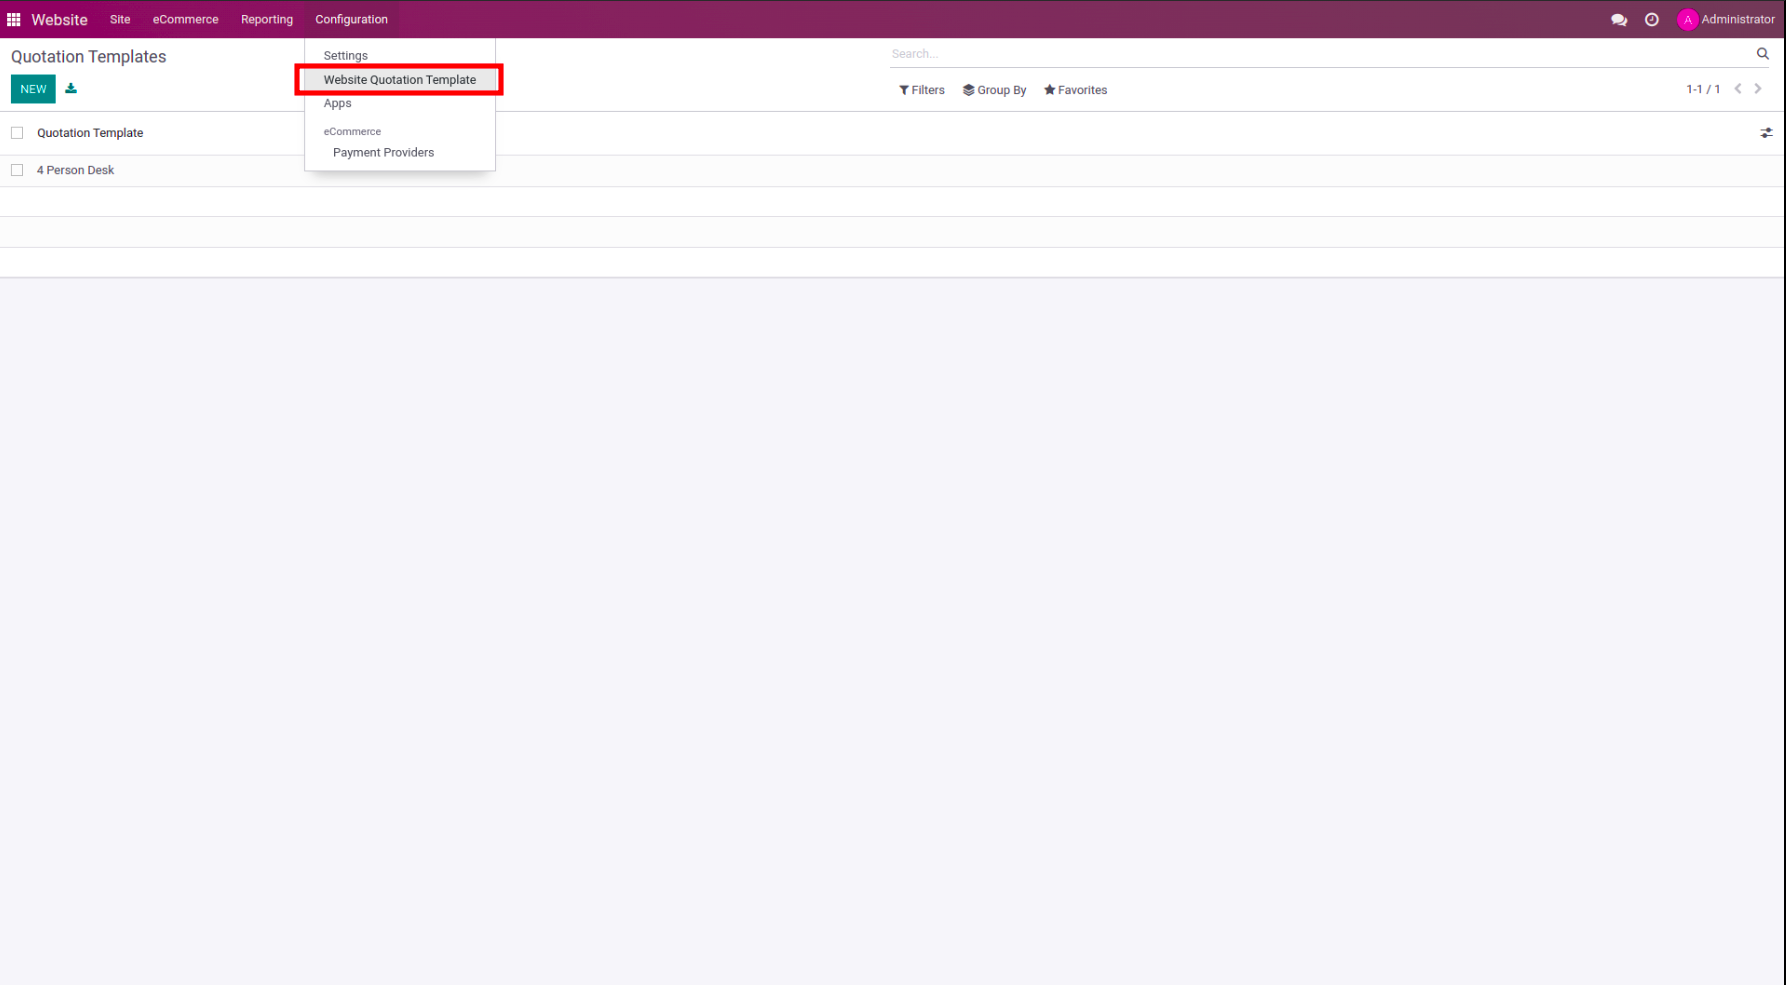 Website Site eCommerce Reporting Configuration A Administrator
Quotation Templates Settings Search...
NEW Website Quotation Template Filters Group By Favorites 1-1 / 1
Apps
Quotation Template eCommerce
Payment Providers
4 Person Desk